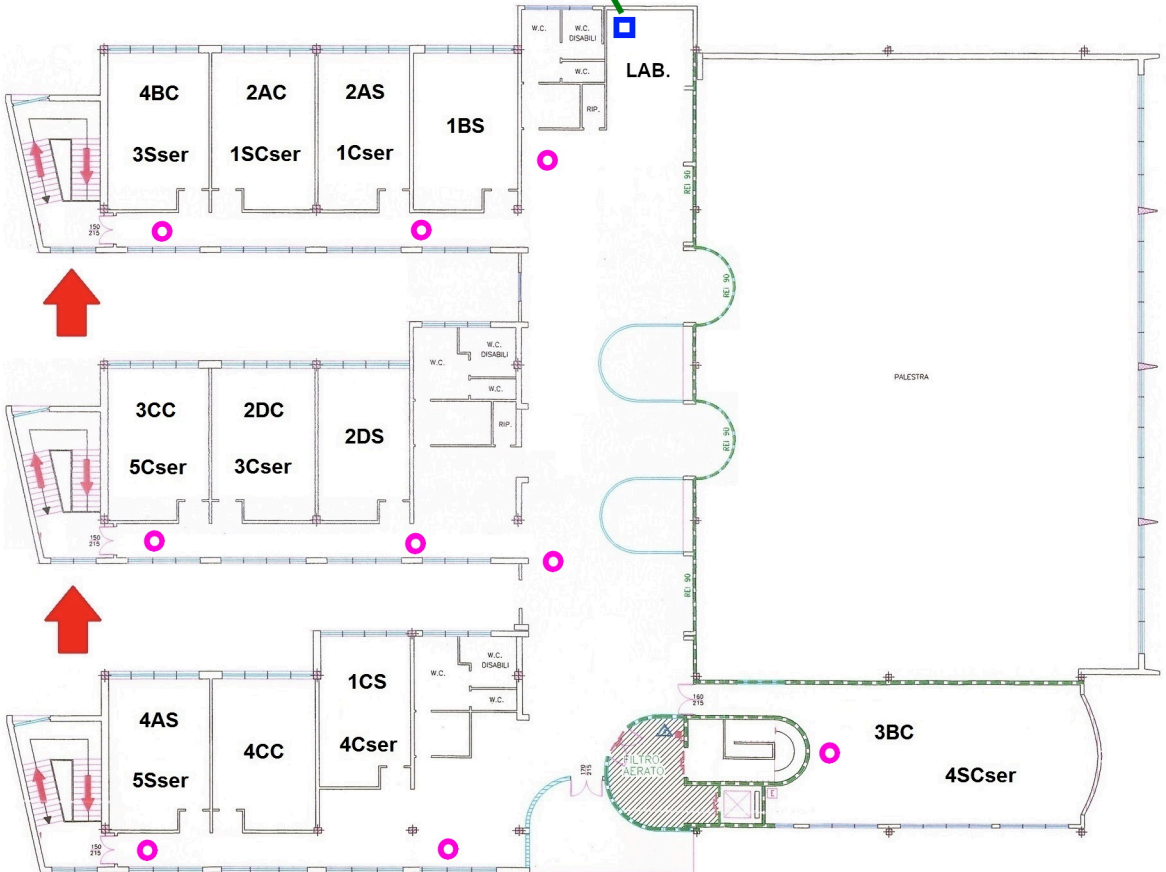 W.C.
W.C.
DISABILI
W.C.
RIP.
LAB.
4BC
3Sser
2AC
1SCser
2AS
1Cser
1BS
REI 90
150
215
REI 90
W.C.
W.C.
DISABILI
W.C.
RIP.
PALESTRA
3CC
5Cser
2DC
3Cser
2DS
REI 90
150
215
REI 90
W.C.
W.C.
DISABILI
W.C.
1CS
4Cser
4AS
5Sser
4CC
160
215
3BC
4SCser
FILTRO
AERATO
170
215
150
215